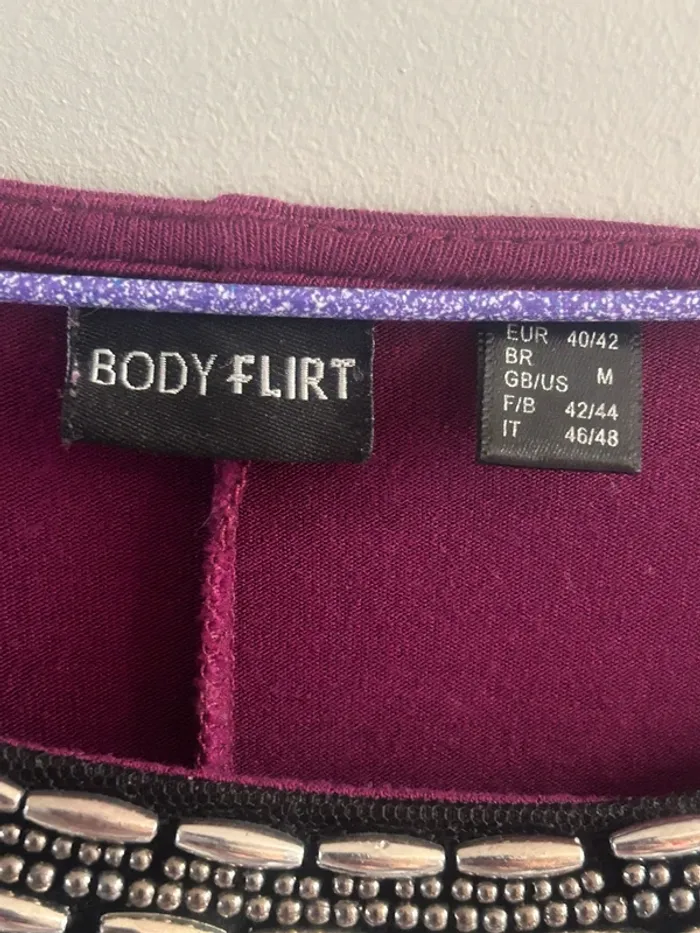 BODY FLIRT
EUR 40/42
BR
GB/US M
F/B 42/44
IT 46/48